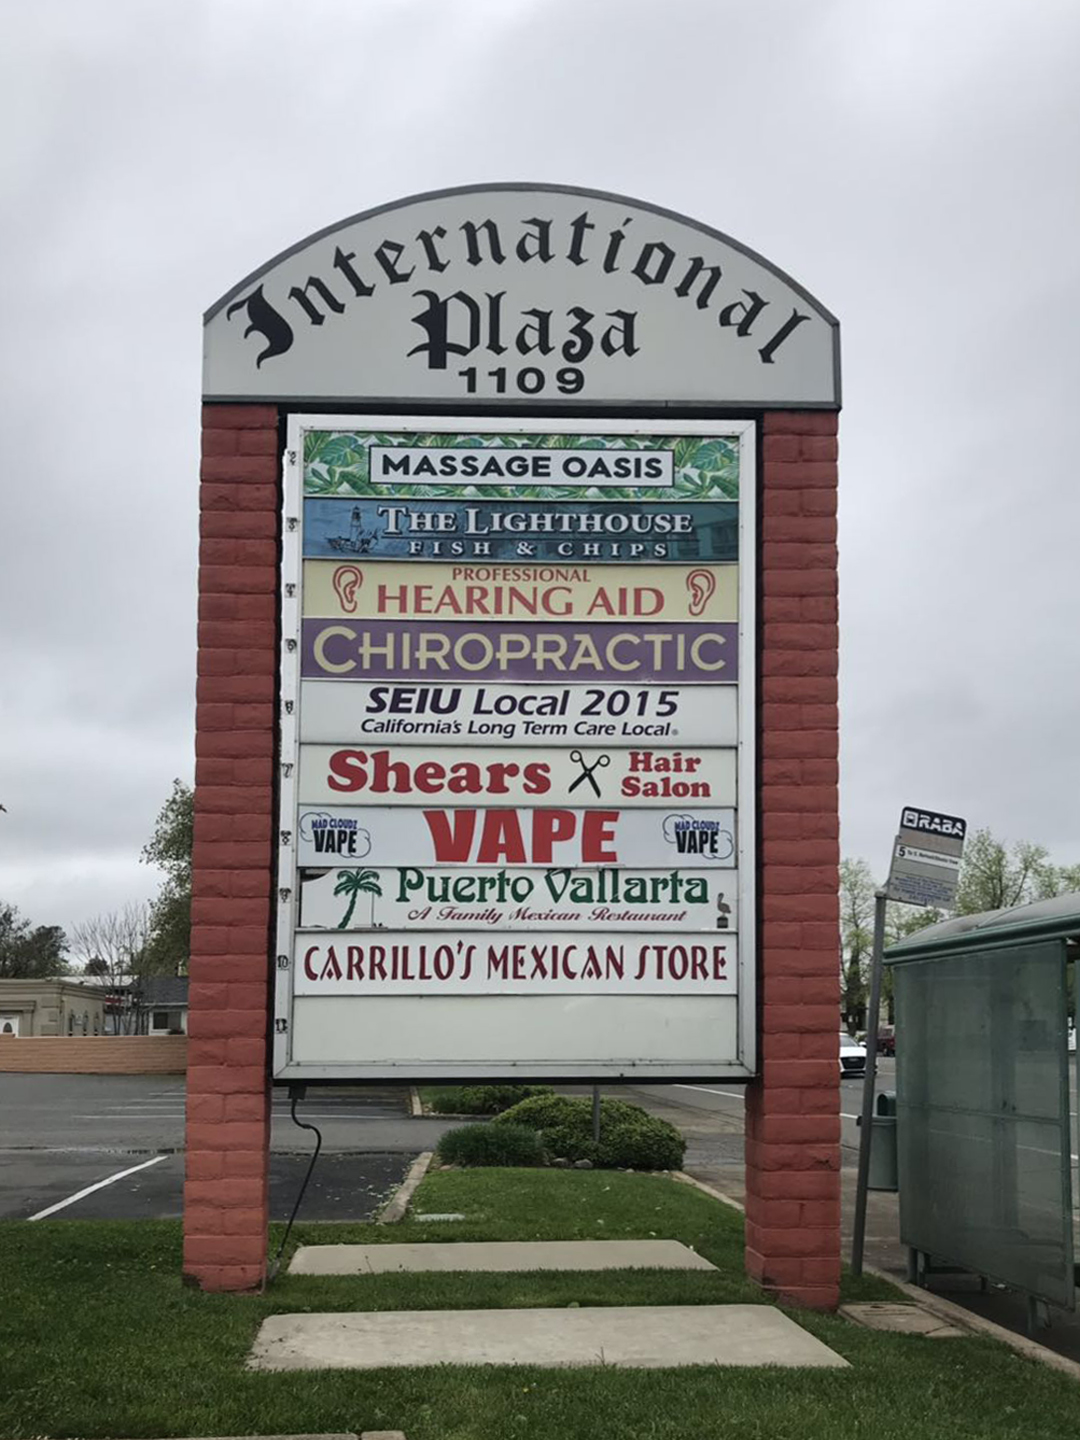 International
Plaza
1109
MASSAGE OASIS
THE LIGHTHOUSE
FISH & CHIPS
PROFESSIONAL
HEARING AID
CHIROPRACTIC
SEIU Local 2015
California's Long Term Care Local
Shears
Hair
Salon
MAD CLOUDZ
VAPE
VAPE
MAD CLOUDZ
VAPE
Puerto Vallarta
A Family Mexican Restaurant
CARRILLO'S MEXICAN STORE
RABA
5